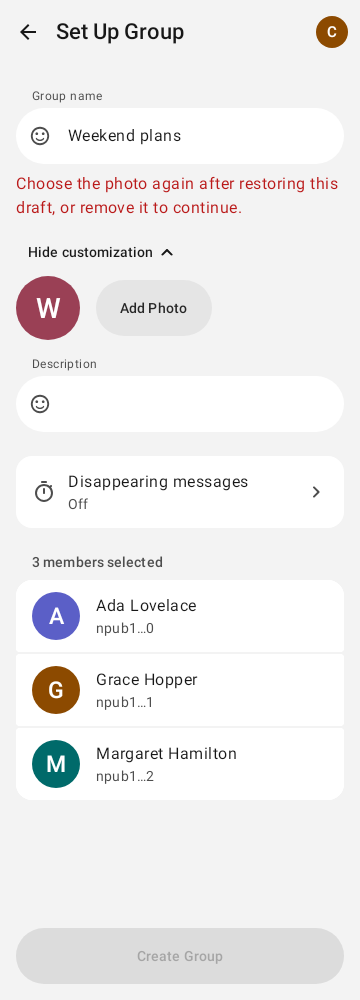 Set Up Group
C
Group name
Weekend plans
Choose the photo again after restoring this
draft, or remove it to continue.
Hide customization
W
Add Photo
Description
Disappearing messages
Off
3 members selected
A
Ada Lovelace
npub1…0
G
Grace Hopper
npub1…1
M
Margaret Hamilton
npub1…2
Create Group